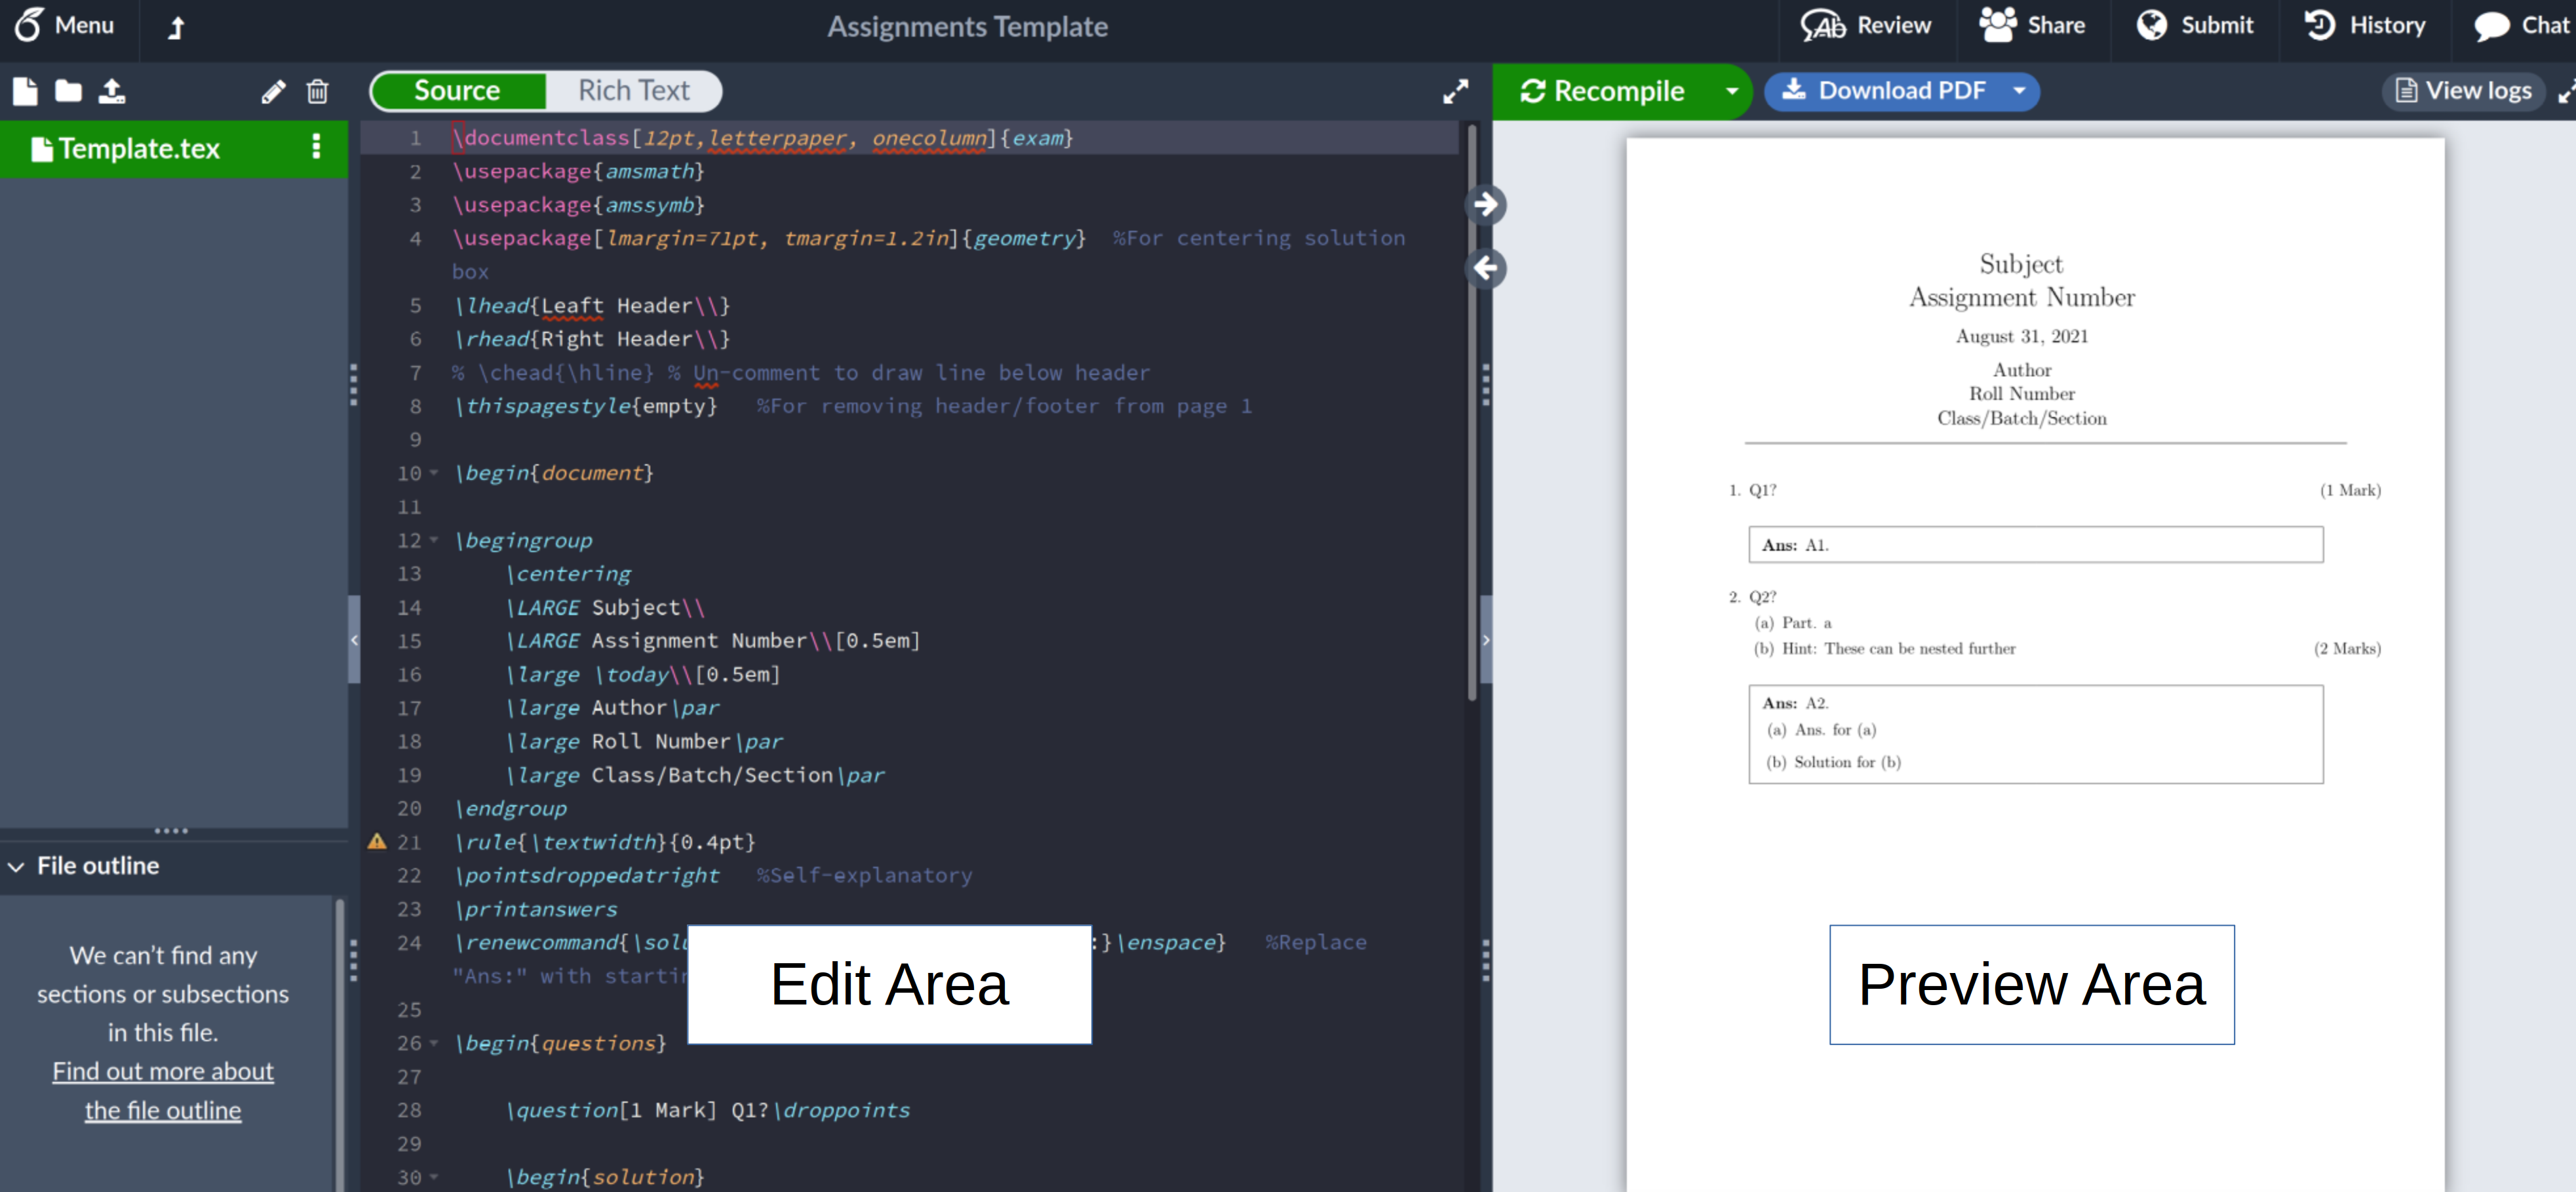 Menu
Assignments Template
Review
Share
Submit
History
Chat
Source
Rich Text
Recompile
Download PDF
View logs
Template.tex
File outline
We can't find any
sections or subsections
in this file.
Find out more about
the file outline
1 \documentclass[12pt,letterpaper, onecolumn]{exam}
2 \usepackage{amsmath}
3 \usepackage{amssymb}
4 \usepackage[lmargin=71pt, tmargin=1.2in]{geometry}  %For centering solution
box
5 \lhead{Leaft Header\\}
6 \rhead{Right Header\\}
7 % \chead{\hline} % Un-comment to draw line below header
8 \thispagestyle{empty}   %For removing header/footer from page 1
9
10 \begin{document}
11
12 \begingroup
13 \centering
14 \LARGE Subject\\
15 \LARGE Assignment Number\\[0.5em]
16 \large \today\\[0.5em]
17 \large Author\par
18 \large Roll Number\par
19 \large Class/Batch/Section\par
20 \endgroup
21 \rule{\textwidth}{0.4pt}
22 \pointsdroppedatright   %Self-explanatory
23 \printanswers
24 \renewcommand{\solu :}\enspace}   %Replace
"Ans:" with startin
25
26 \begin{questions}
27
28 \question[1 Mark] Q1?\droppoints
29
30 \begin{solution}
Edit Area
Subject
Assignment Number
August 31, 2021
Author
Roll Number
Class/Batch/Section
1. Q1? (1 Mark)
Ans: A1.
2. Q2?
(a) Part. a
(b) Hint: These can be nested further (2 Marks)
Ans: A2.
(a) Ans. for (a)
(b) Solution for (b)
Preview Area